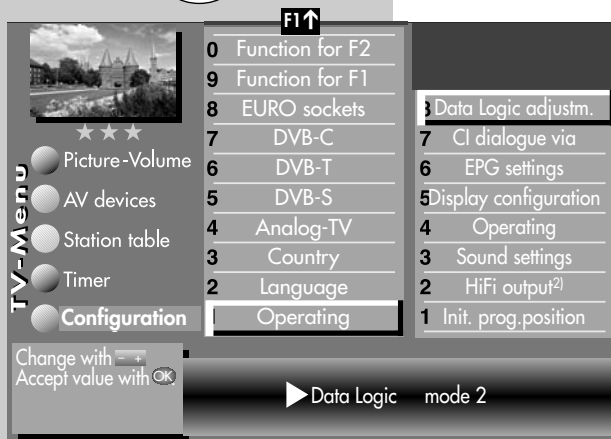 F1↑
0 Function for F2
9 Function for F1
8 EURO sockets
7 DVB-C
6 DVB-T
5 DVB-S
4 Analog-TV
3 Country
2 Language
Operating
8 Data Logic adjustm.
7 CI dialogue via
6 EPG settings
5 Display configuration
4 Operating
3 Sound settings
2 HiFi output2)
1 Init. prog.position
TV-Menu
Picture-Volume
AV devices
Station table
Timer
Configuration
Change with - +
Accept value with OK
Data Logic mode 2